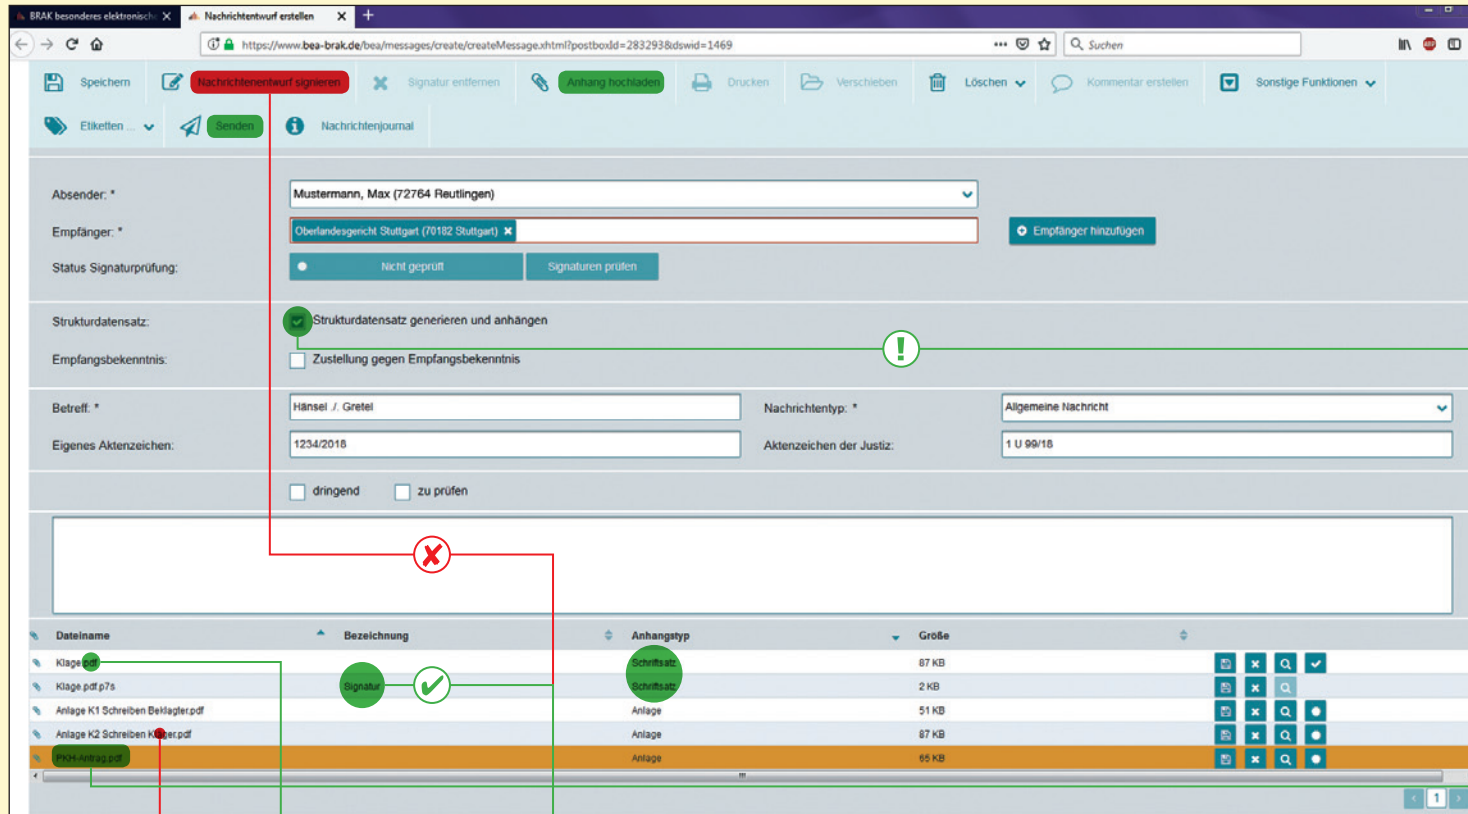 BRAK besonderes elektronisch X Nachrichtentwurf erstellen X +
https://www.bea-brak.de/bea/messages/create/createMessage.xhtml?postboxId=283293&dswid=1469 ... Suchen
Speichern Nachrichtenentwurf signieren Signatur entfernen Anhang hochladen Drucken Verschieben Löschen Kommentar erstellen Sonstige Funktionen
Etiketten ... Senden Nachrichtenjournal
Absender: * Mustermann, Max (72764 Reutlingen)
Empfänger: * Oberlandesgericht Stuttgart (70182 Stuttgart) Empfänger hinzufügen
Status Signaturprüfung: Nicht geprüft Signaturen prüfen
Strukturdatensatz: Strukturdatensatz generieren und anhängen
!
Empfangsbekenntnis: Zustellung gegen Empfangsbekenntnis
Betreff: * Hänsel ./. Gretel Nachrichtentyp: * Allgemeine Nachricht
Eigenes Aktenzeichen: 1234/2018 Aktenzeichen der Justiz: 1 U 99/18
dringend zu prüfen
Dateiname Bezeichnung Anhangstyp Größe
Klage.pdf Schriftsatz 87 KB
Klage.pdf.p7s Signatur Schriftsatz 2 KB
Anlage K1 Schreiben Beklagter.pdf Anlage 51 KB
Anlage K2 Schreiben Kläger.pdf Anlage 87 KB
PKH-Antrag.pdf Anlage 65 KB
1